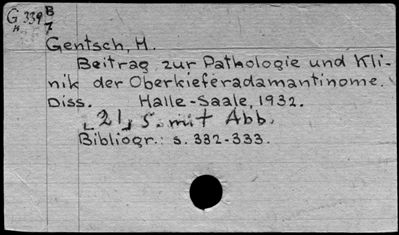 G 339 B
H 7
Gentsch, H.
Beitrag zur Pathologie und Kli-
nik der Oberkieferadamantinome.
Diss. Halle-Saale, 1932.
[21] S. mit Abb.
Bibliogr.: s. 332-333.